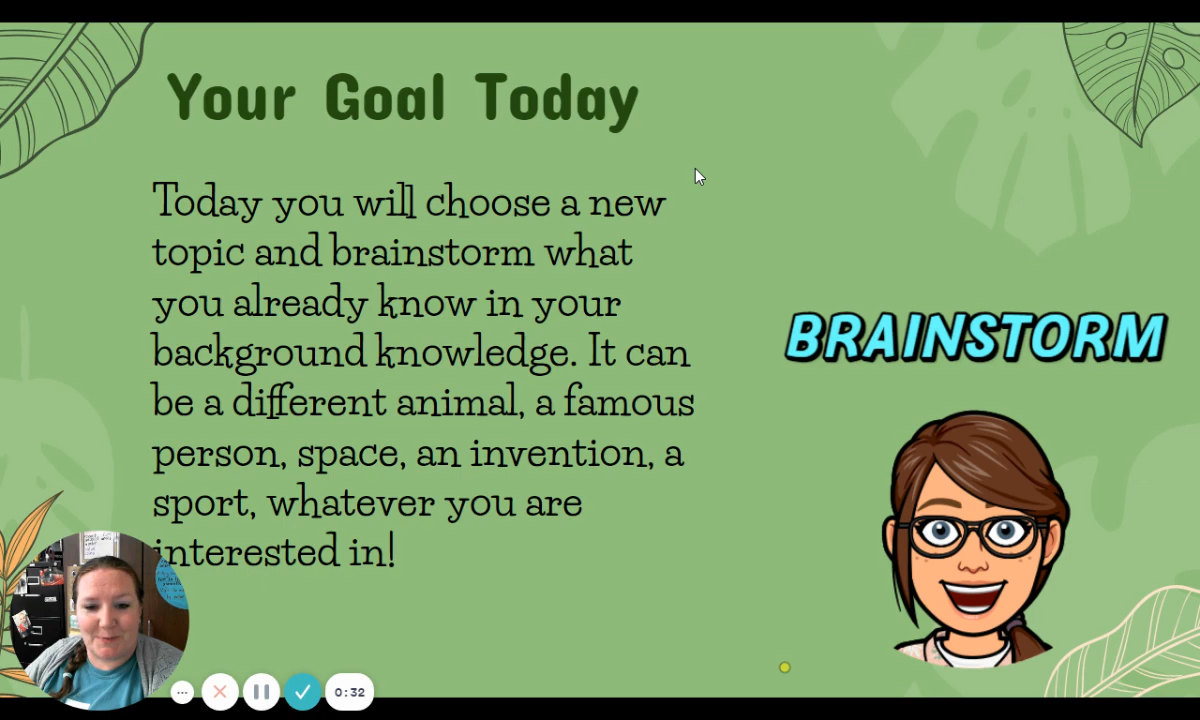 Your Goal Today
Today you will choose a new
topic and brainstorm what
you already know in your
background knowledge. It can
be a different animal, a famous
person, space, an invention, a
sport, whatever you are
interested in!
BRAINSTORM
0:32